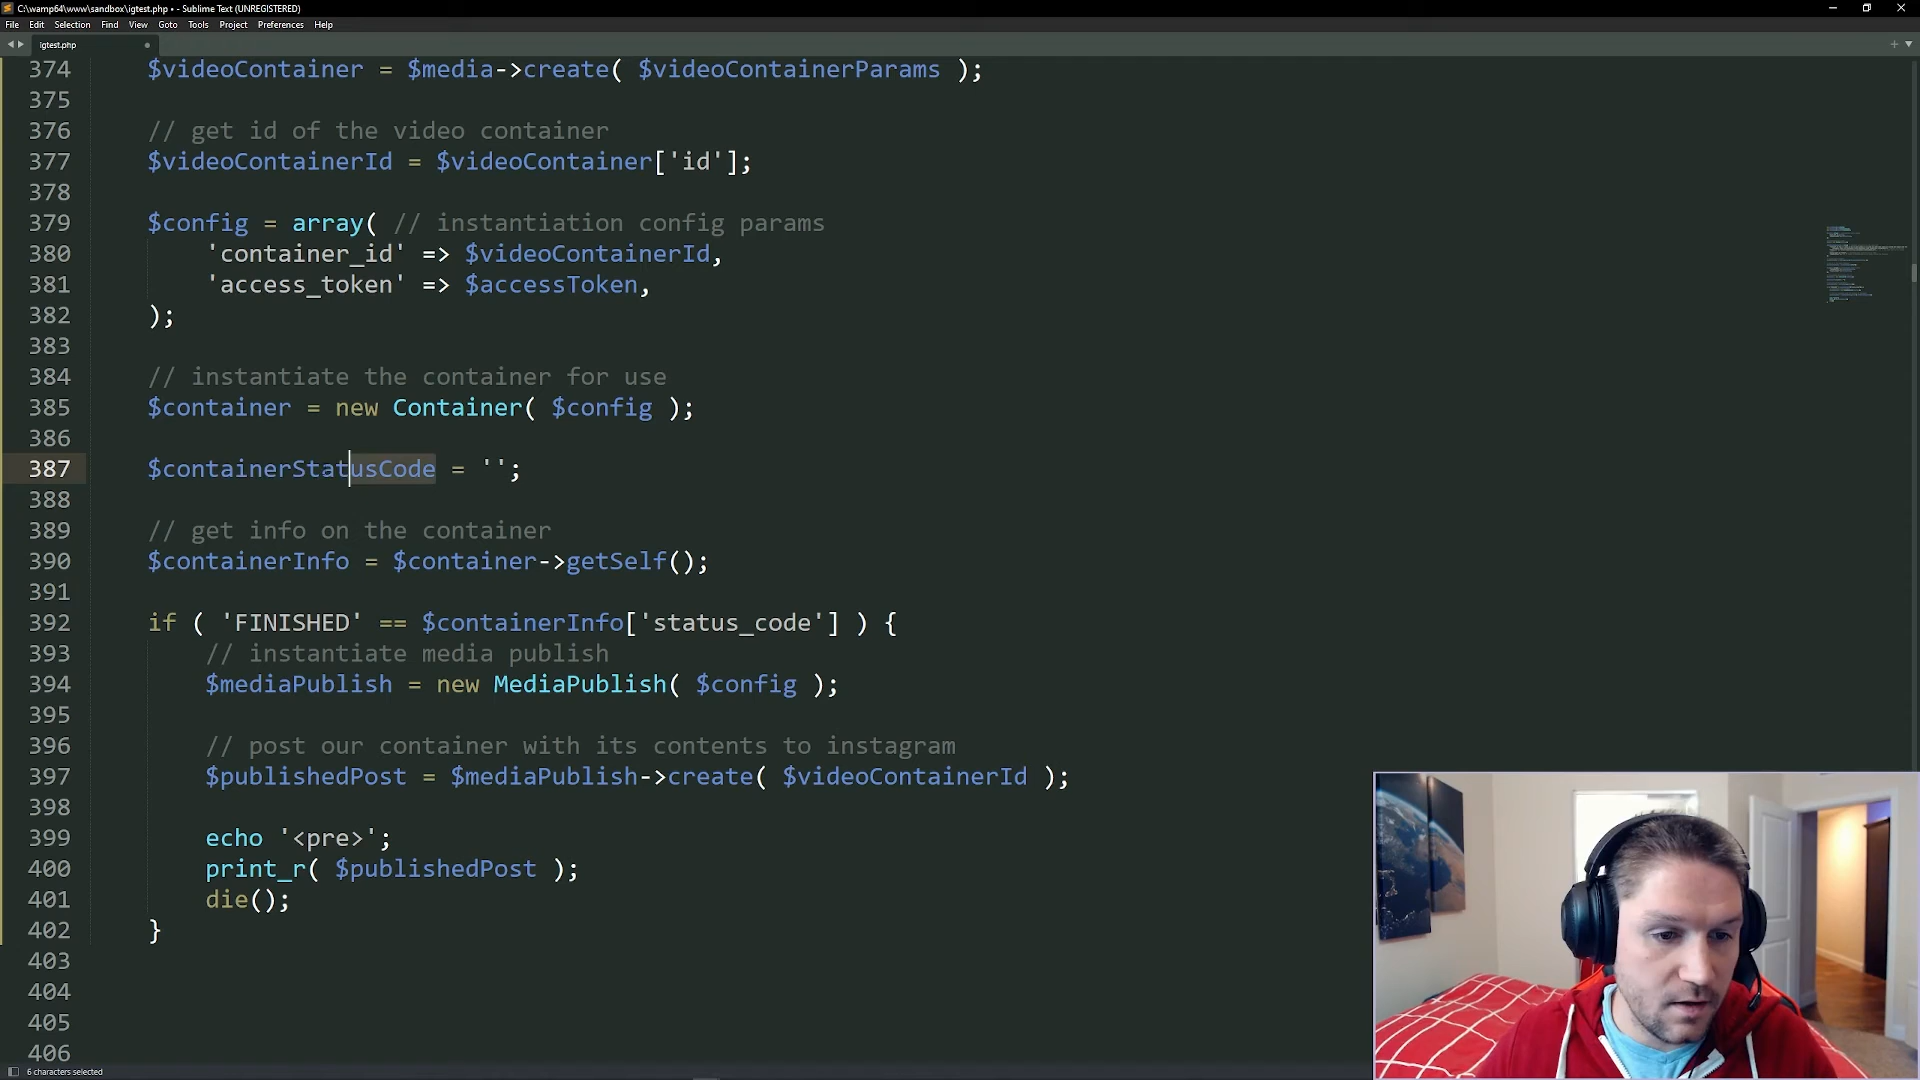 C:\wamp64\www\sandbox\igtest.php • - Sublime Text (UNREGISTERED)
File Edit Selection Find View Goto Tools Project Preferences Help
igtest.php
374 $videoContainer = $media->create( $videoContainerParams );
375
376 // get id of the video container
377 $videoContainerId = $videoContainer['id'];
378
379 $config = array( // instantiation config params
380 'container_id' => $videoContainerId,
381 'access_token' => $accessToken,
382 );
383
384 // instantiate the container for use
385 $container = new Container( $config );
386
387 $containerStatusCode = '';
388
389 // get info on the container
390 $containerInfo = $container->getSelf();
391
392 if ( 'FINISHED' == $containerInfo['status_code'] ) {
393 // instantiate media publish
394 $mediaPublish = new MediaPublish( $config );
395
396 // post our container with its contents to instagram
397 $publishedPost = $mediaPublish->create( $videoContainerId );
398
399 echo '<pre>';
400 print_r( $publishedPost );
401 die();
402 }
403
404
405
406
6 characters selected